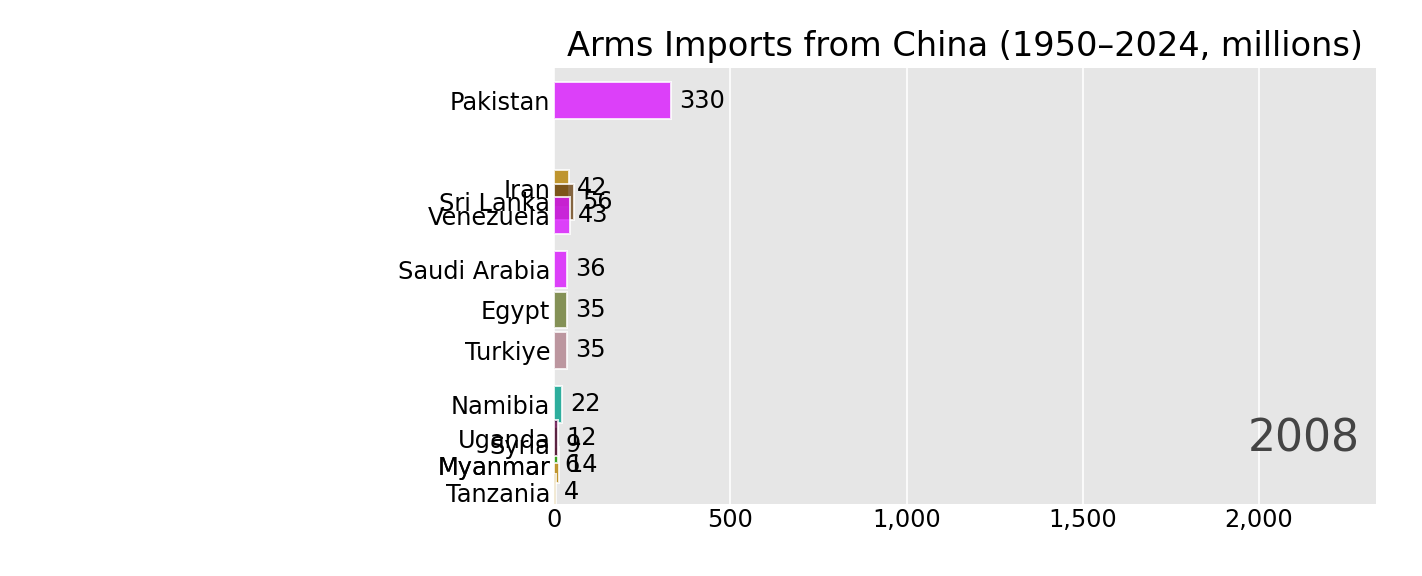 Arms Imports from China (1950–2024, millions)
Pakistan 330
Iran 42
Sri Lanka 56
Venezuela 43
Saudi Arabia 36
Egypt 35
Turkiye 35
Namibia 22
Uganda 12
Syria 9
Myanmar 14
Tanzania 4
2008
0 500 1,000 1,500 2,000